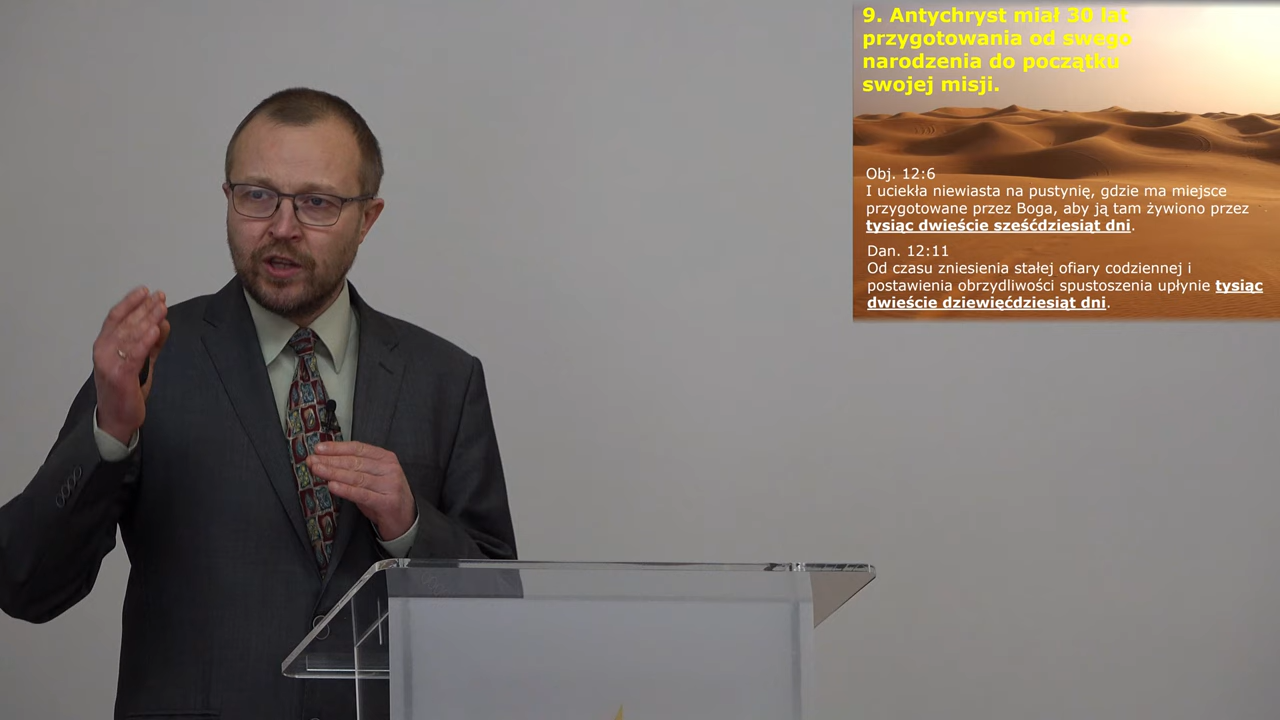 9. Antychryst miał 30 lat
przygotowania od swego
narodzenia do początku
swojej misji.
Obj. 12:6
I uciekła niewiasta na pustynię, gdzie ma miejsce
przygotowane przez Boga, aby ją tam żywiono przez
tysiąc dwieście sześćdziesiąt dni.
Dan. 12:11
Od czasu zniesienia stałej ofiary codziennej i
postawienia obrzydliwości spustoszenia upłynie tysiąc
dwieście dziewięćdziesiąt dni.